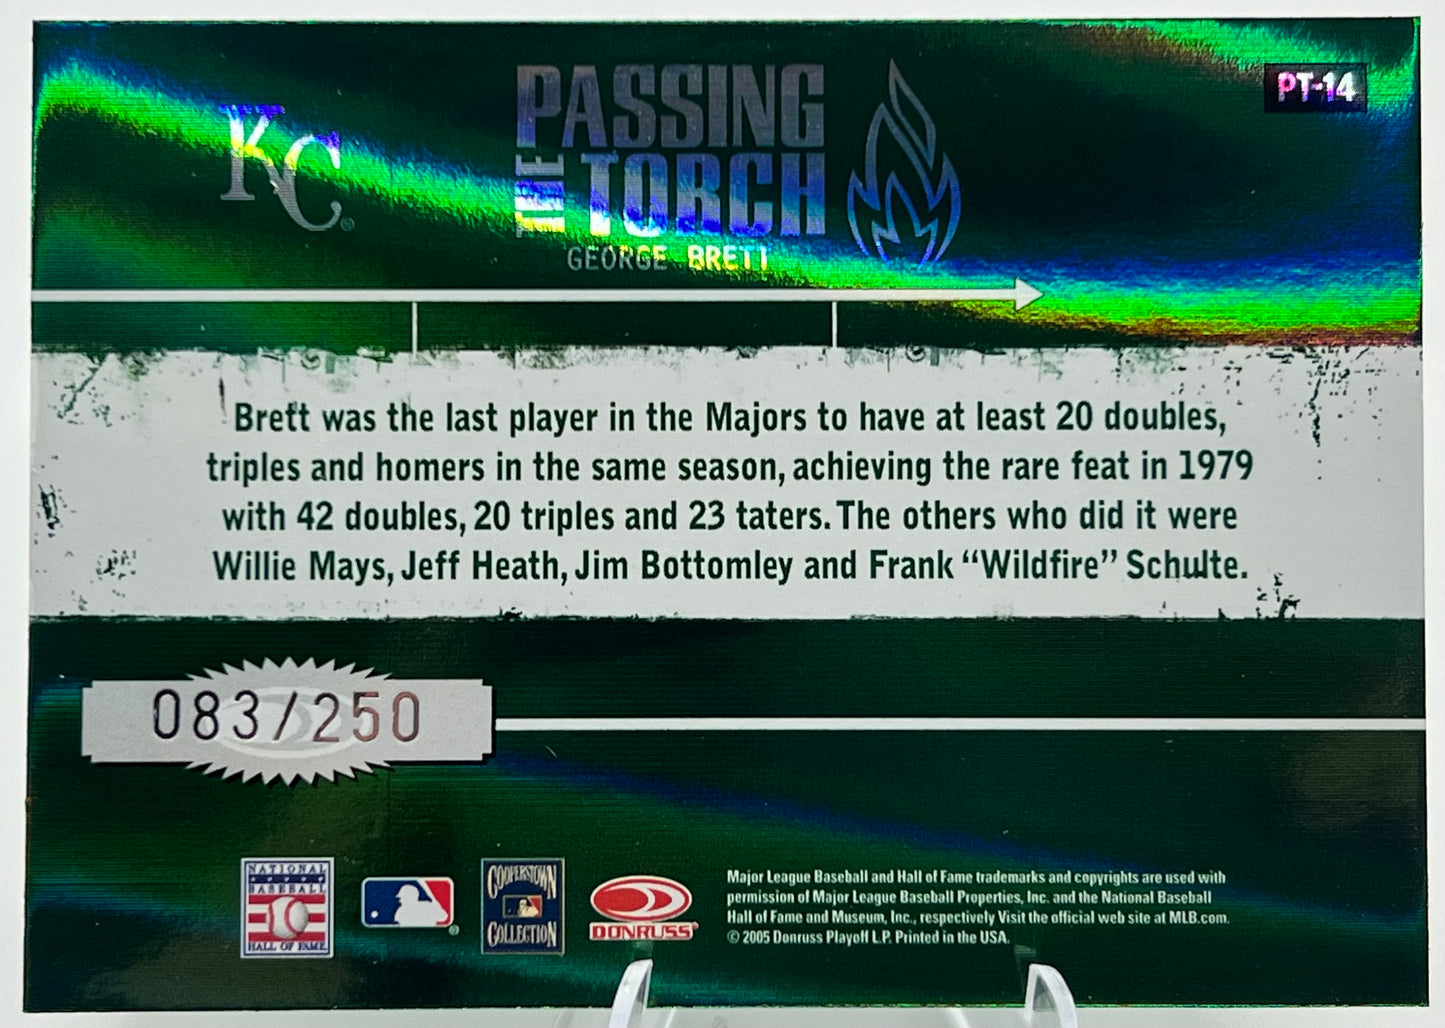 PT-14
KC ®
PASSING
THE TORCH
GEORGE BRETT
Brett was the last player in the Majors to have at least 20 doubles,
triples and homers in the same season, achieving the rare feat in 1979
with 42 doubles, 20 triples and 23 taters. The others who did it were
Willie Mays, Jeff Heath, Jim Bottomley and Frank “Wildfire” Schulte.
083/250
NATIONAL
BASEBALL
HALL OF FAME
®
COOPERSTOWN
COLLECTION
DONRUSS®
Major League Baseball and Hall of Fame trademarks and copyrights are used with
permission of Major League Baseball Properties, Inc. and the National Baseball
Hall of Fame and Museum, Inc., respectively Visit the official web site at MLB.com.
© 2005 Donruss Playoff L.P. Printed in the USA.